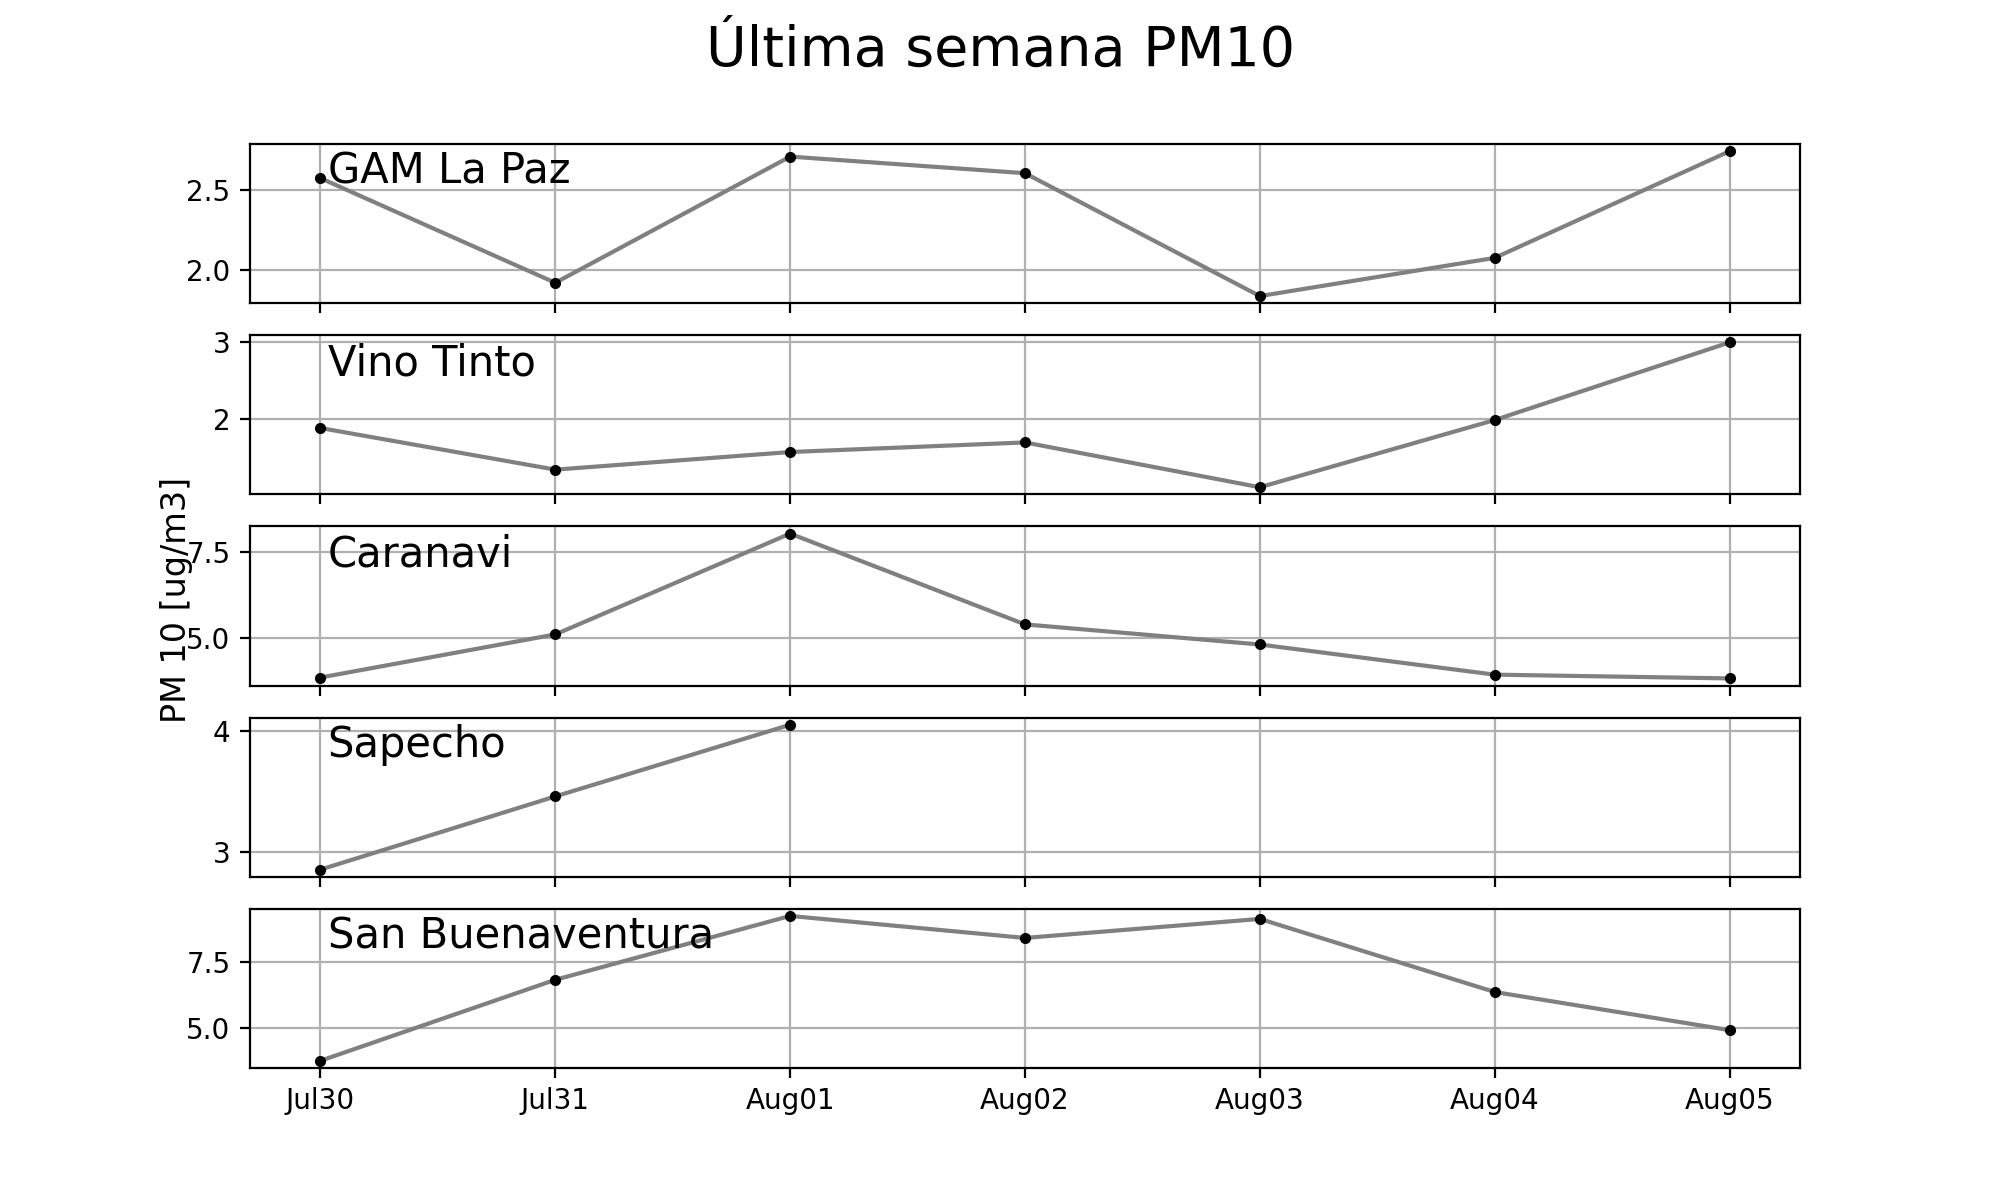 Última semana PM10
GAM La Paz
2.5
2.0
Vino Tinto
3
2
PM 10 [ug/m3]
Caranavi
7.5
5.0
Sapecho
4
3
San Buenaventura
7.5
5.0
Jul30 Jul31 Aug01 Aug02 Aug03 Aug04 Aug05